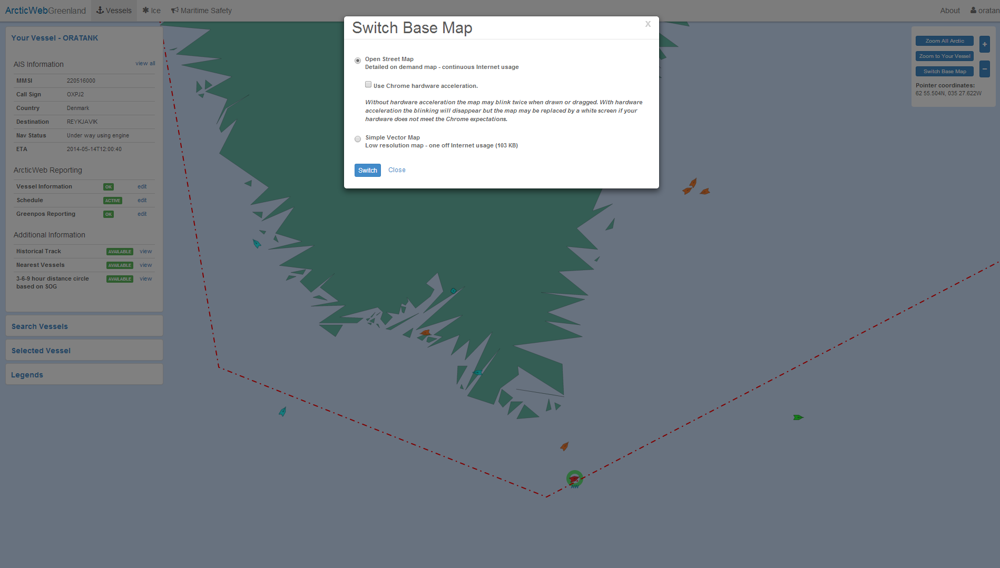 ArcticWebGreenland Vessels Ice Maritime Safety About oratan
Your Vessel - ORATANK
AIS Information view all
MMSI 220516000
Call Sign OXPJ2
Country Denmark
Destination REYKJAVIK
Nav Status Under way using engine
ETA 2014-05-14T12:00:40
ArcticWeb Reporting
Vessel Information OK edit
Schedule ACTIVE edit
Greenpos Reporting OK edit
Additional Information
Historical Track AVAILABLE view
Nearest Vessels AVAILABLE view
3-6-9 hour distance circle AVAILABLE view
based on SOG
Search Vessels
Selected Vessel
Legends
Switch Base Map x
Open Street Map
Detailed on demand map - continuous Internet usage
Use Chrome hardware acceleration.
Without hardware acceleration the map may blink twice when drawn or dragged. With hardware
acceleration the blinking will disappear but the map may be replaced by a white screen if your
hardware does not meet the Chrome expectations.
Simple Vector Map
Low resolution map - one off Internet usage (103 KB)
Switch Close
Zoom All Arctic +
Zoom to Your Vessel
Switch Base Map −
Pointer coordinates:
62 55.504N, 035 27.622W
AW